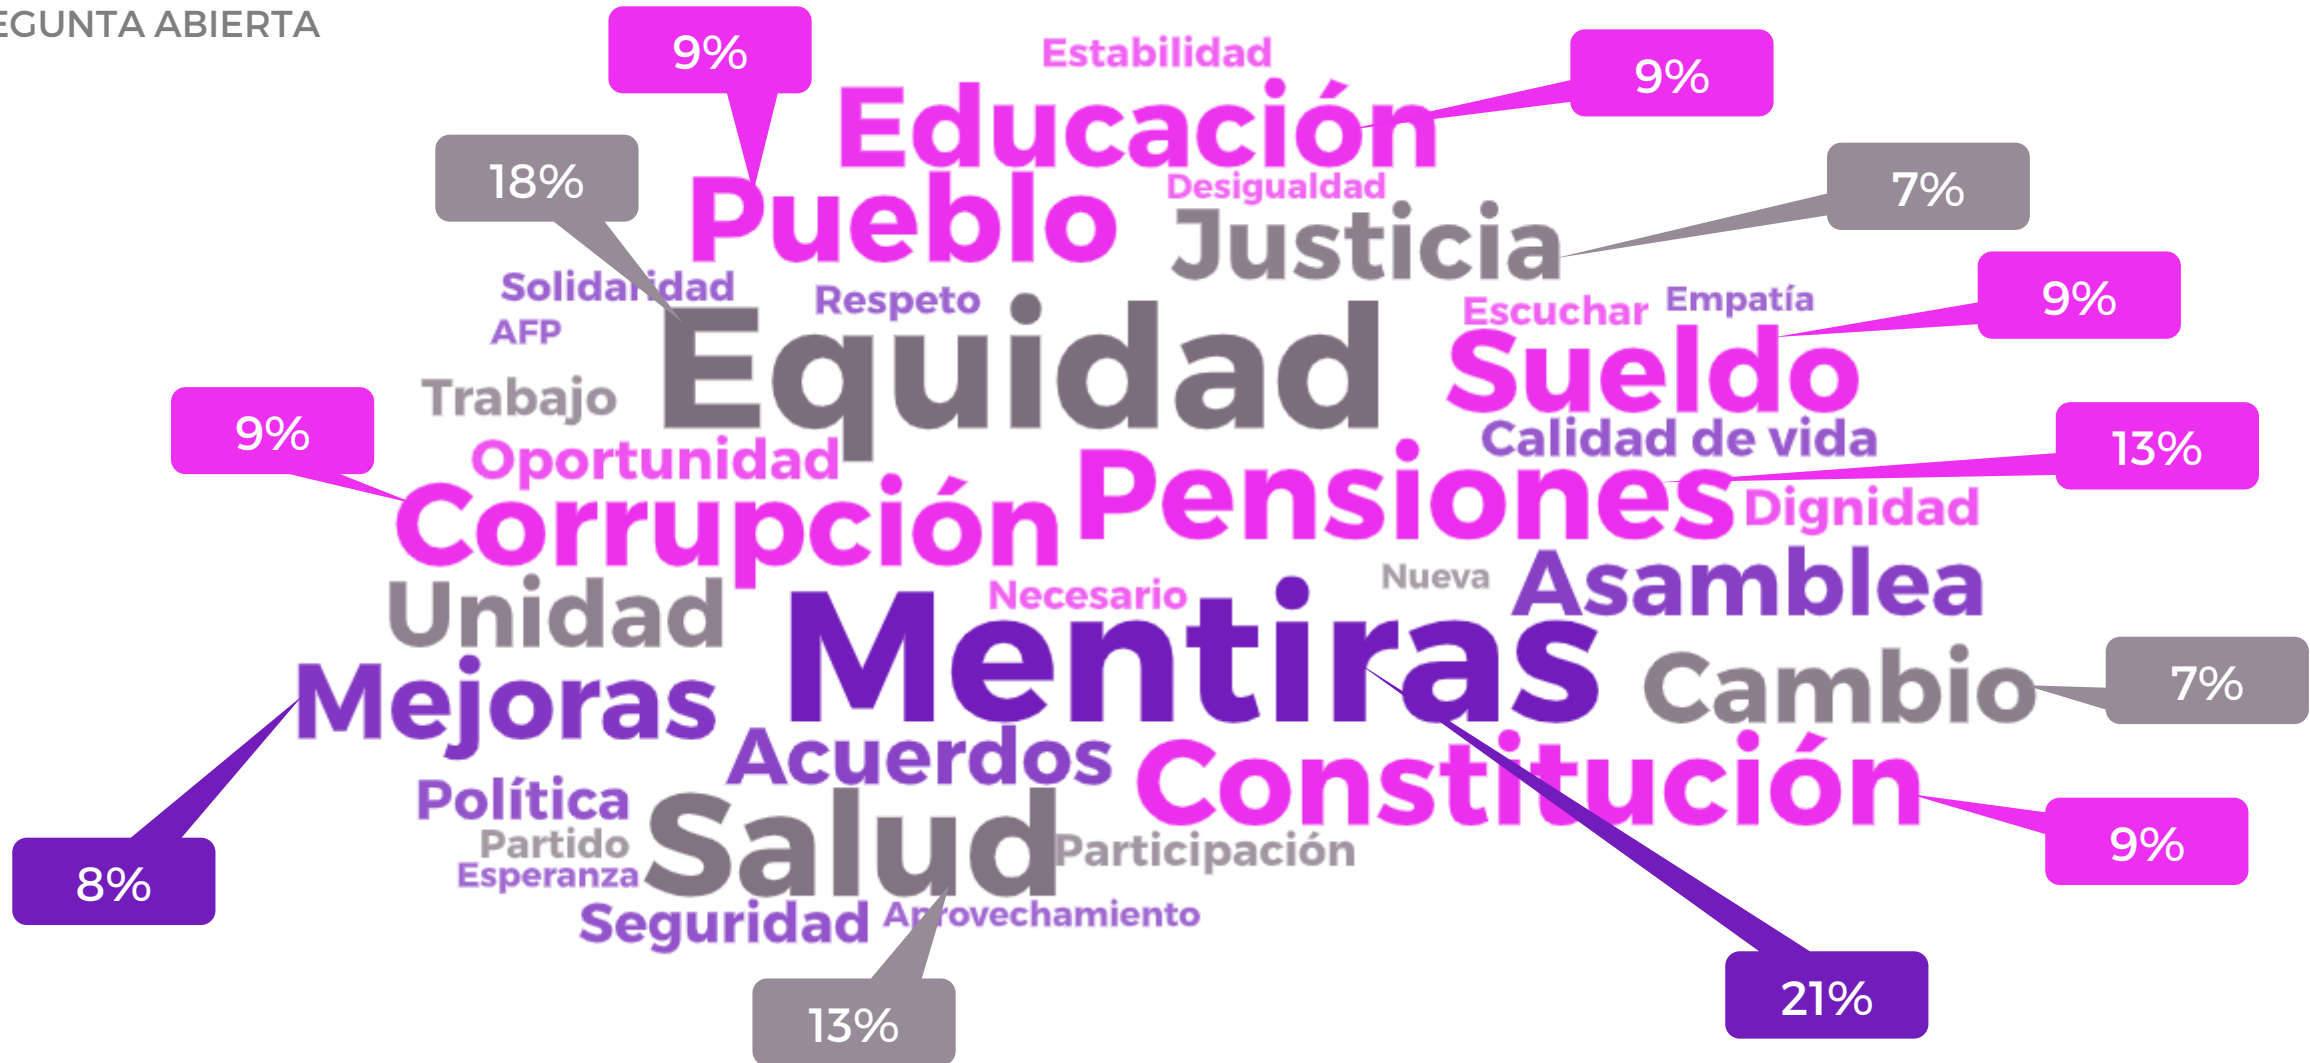 EGUNTA ABIERTA
9%
Estabilidad
9%
Educación
18%
Pueblo
Desigualdad
7%
Justicia
Solidaridad
Respeto
Escuchar
Empatía
9%
AFP
Equidad
Sueldo
Trabajo
9%
Oportunidad
Calidad de vida
13%
Corrupción
Pensiones
Dignidad
Unidad
Necesario
Nueva
Asamblea
Mejoras
Mentiras
Cambio
7%
Acuerdos
Constitución
Política
Partido
Salud
Participación
9%
8%
Esperanza
Seguridad
Aprovechamiento
13%
21%